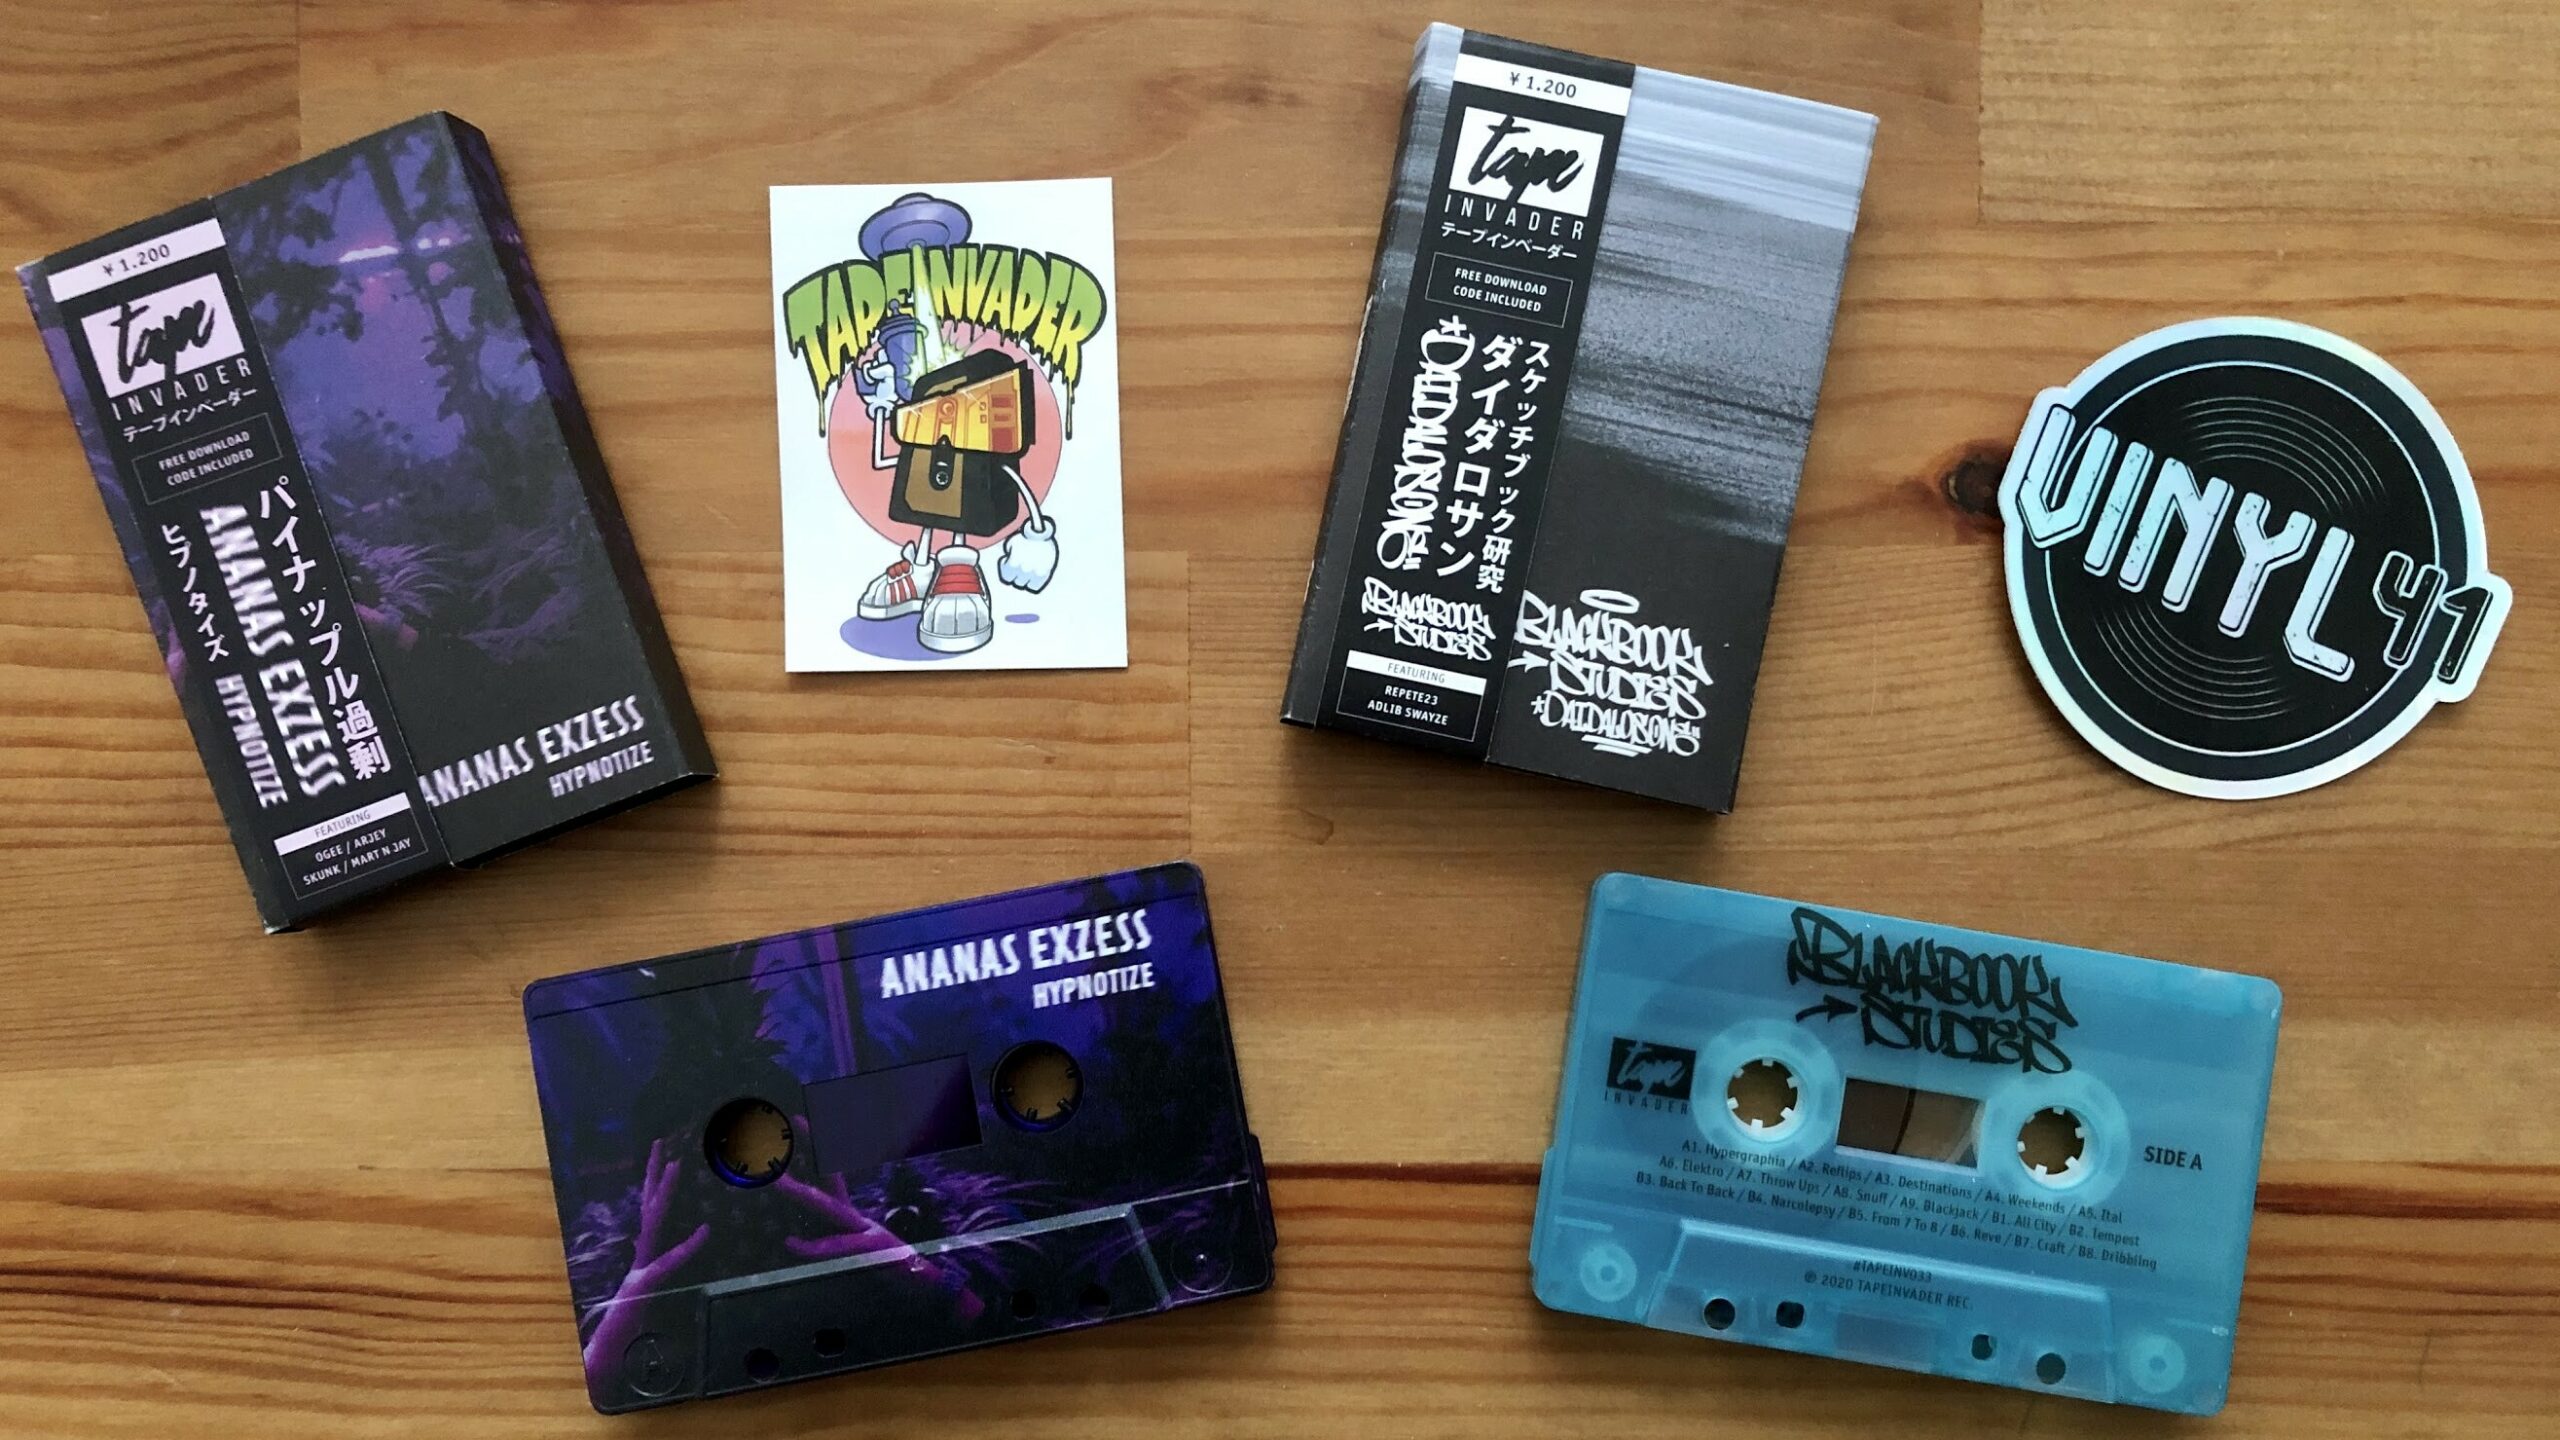 ¥ 1.200
tape
INVADER
テープインベーダー
FREE DOWNLOAD
CODE INCLUDED
パイナップル過剰
ANANAS EXZESS
ヒプノタイズ HYPNOTIZE
FEATURING
OGEE / ARJEY
SKUNK / MART N JAY
ANANAS EXZESS
HYPNOTIZE
TAPE INVADER
¥ 1.200
tape
INVADER
テープインベーダー
FREE DOWNLOAD
CODE INCLUDED
スケッチブック研究
ダイダロサン
*DAIDALOSONE
BLACKBOOK
STUDIES
FEATURING
REPETE23
ADLIB SWAYZE
BLACKBOOK
STUDIES
*DAIDALOSONE
VINYL41
ANANAS EXZESS
HYPNOTIZE
A
BLACKBOOK
STUDIES
tape
INVADER
SIDE A
A1. Hypergraphia / A2. Reflips / A3. Destinations / A4. Weekends / A5. Ital
A6. Elektro / A7. Throw Ups / A8. Snuff / A9. Blackjack / B1. All City / B2. Tempest
B3. Back To Back / B4. Narcolepsy / B5. From 7 To 8 / B6. Reve / B7. Craft / B8. Dribbling
#TAPEINV033
℗ 2020 TAPEINVADER REC.